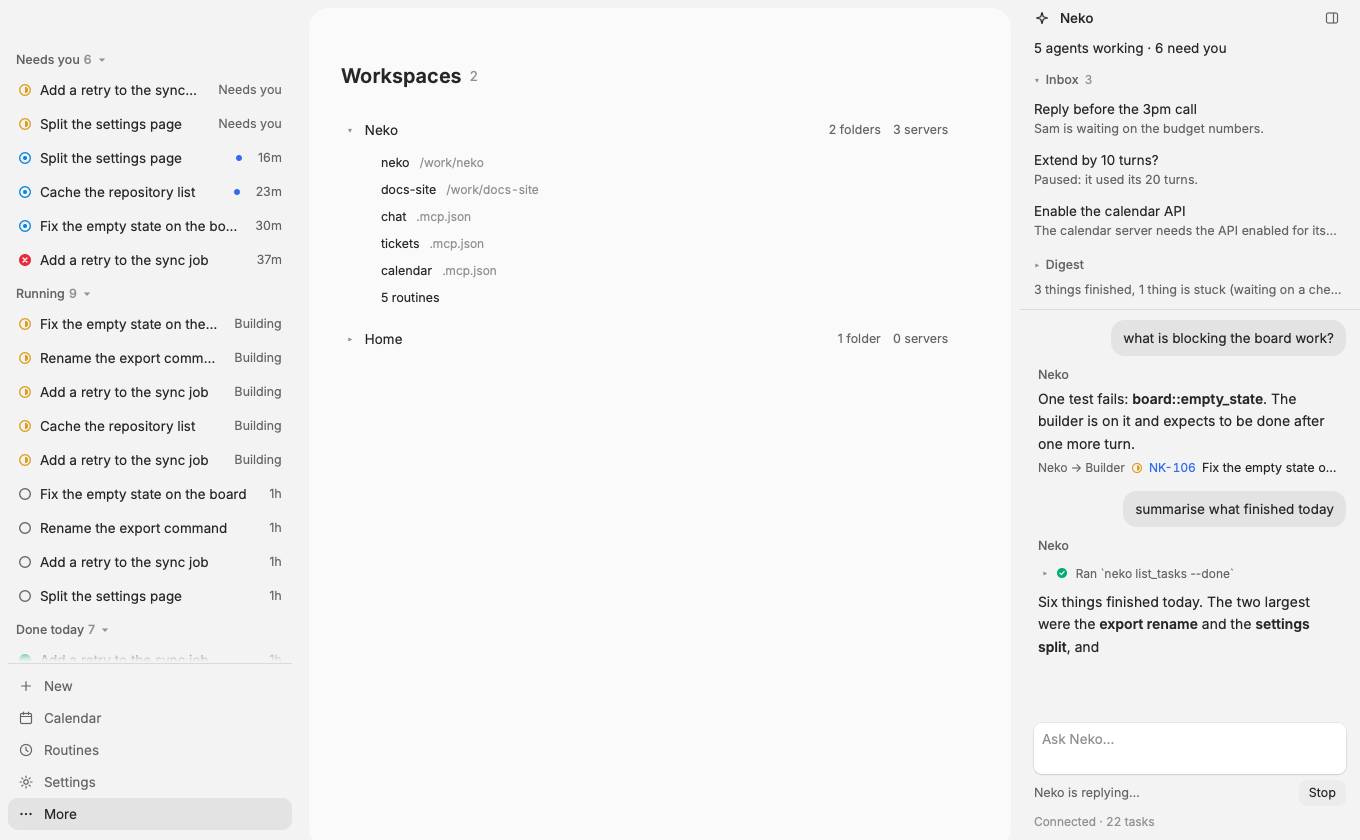 Needs you 6
Add a retry to the sync... Needs you
Split the settings page Needs you
Split the settings page 16m
Cache the repository list 23m
Fix the empty state on the bo... 30m
Add a retry to the sync job 37m
Running 9
Fix the empty state on the... Building
Rename the export comm... Building
Add a retry to the sync job Building
Cache the repository list Building
Add a retry to the sync job Building
Fix the empty state on the board 1h
Rename the export command 1h
Add a retry to the sync job 1h
Split the settings page 1h
Done today 7
Add a retry to the sync job 1h
New
Calendar
Routines
Settings
More
Workspaces 2
Neko 2 folders 3 servers
neko /work/neko
docs-site /work/docs-site
chat .mcp.json
tickets .mcp.json
calendar .mcp.json
5 routines
Home 1 folder 0 servers
Neko
5 agents working · 6 need you
Inbox 3
Reply before the 3pm call
Sam is waiting on the budget numbers.
Extend by 10 turns?
Paused: it used its 20 turns.
Enable the calendar API
The calendar server needs the API enabled for its...
Digest
3 things finished, 1 thing is stuck (waiting on a che...
what is blocking the board work?
Neko
One test fails: board::empty_state. The
builder is on it and expects to be done after
one more turn.
Neko → Builder NK-106 Fix the empty state o...
summarise what finished today
Neko
Ran `neko list_tasks --done`
Six things finished today. The two largest
were the export rename and the settings
split, and
Ask Neko...
Neko is replying... Stop
Connected · 22 tasks